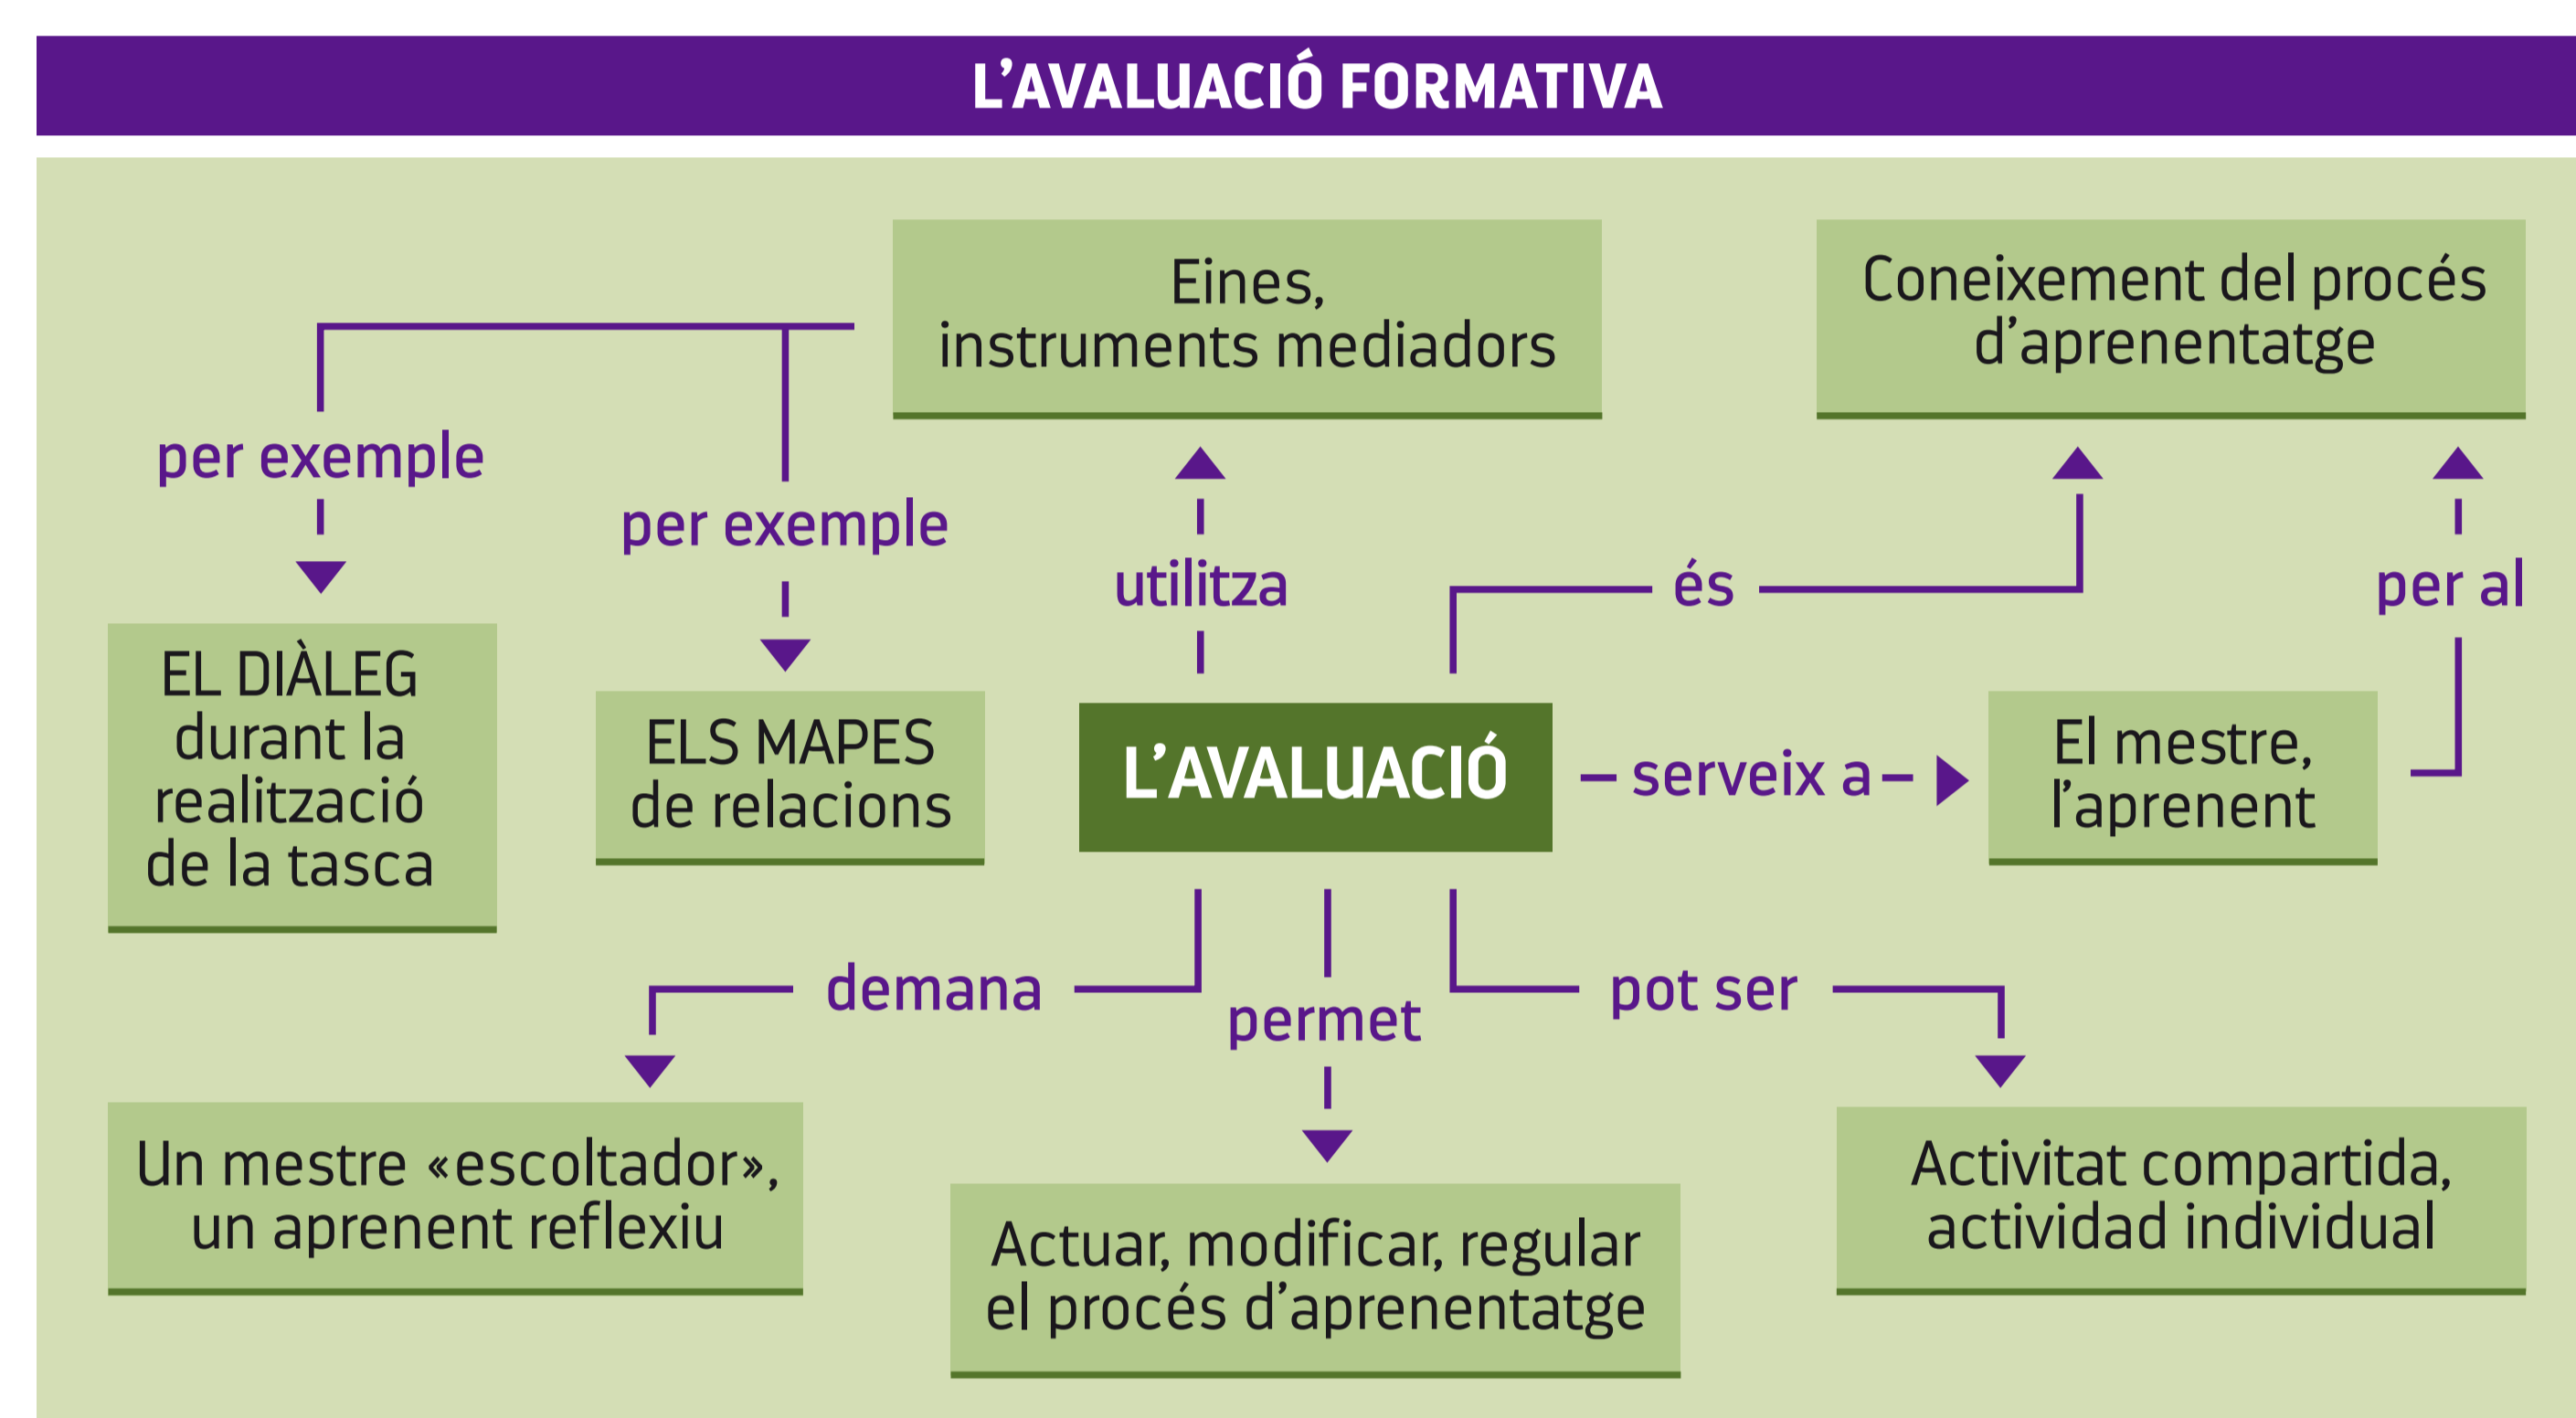 L'AVALUACIÓ FORMATIVA
Eines,
instruments mediadors
Coneixement del procés
d'aprenentatge
per exemple
per exemple
utilitza
és
per al
EL DIÀLEG
durant la
realització
de la tasca
ELS MAPES
de relacions
L'AVALUACIÓ
serveix a
El mestre,
l'aprenent
demana
permet
pot ser
Un mestre «escoltador»,
un aprenent reflexiu
Actuar, modificar, regular
el procés d'aprenentatge
Activitat compartida,
actividad individual